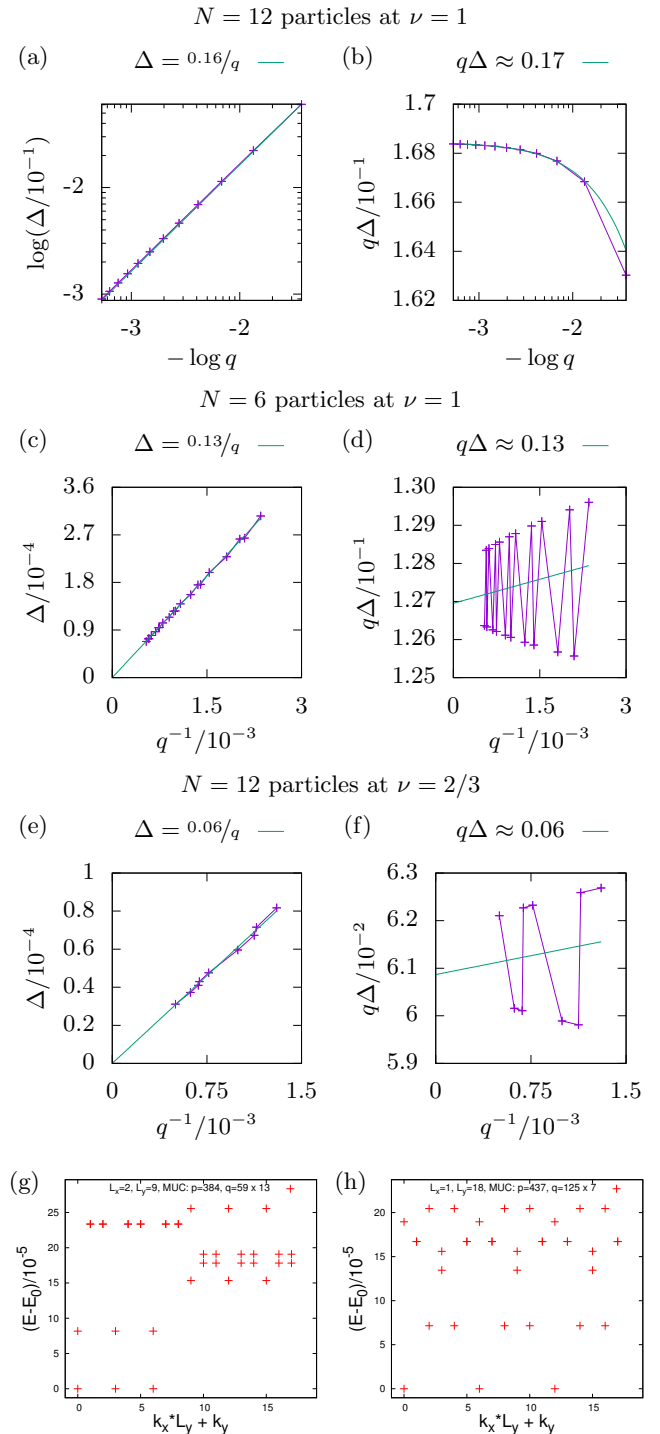 N = 12 particles at ν = 1
(a) Δ = 0.16/q
(b) qΔ ≈ 0.17
log(Δ/10⁻¹)
-2
-3
-3 -2
− log q
qΔ/10⁻¹
1.7
1.68
1.66
1.64
1.62
-3 -2
− log q
N = 6 particles at ν = 1
(c) Δ = 0.13/q
(d) qΔ ≈ 0.13
Δ/10⁻⁴
3.6
2.7
1.8
0.9
0
0 1.5 3
q⁻¹/10⁻³
qΔ/10⁻¹
1.30
1.29
1.28
1.27
1.26
1.25
0 1.5 3
q⁻¹/10⁻³
N = 12 particles at ν = 2/3
(e) Δ = 0.06/q
(f) qΔ ≈ 0.06
Δ/10⁻⁴
1
0.8
0.6
0.4
0.2
0
0 0.75 1.5
q⁻¹/10⁻³
qΔ/10⁻²
6.3
6.2
6.1
6
5.9
0 0.75 1.5
q⁻¹/10⁻³
(g)
Lₓ=2, L_y=9, MUC: p=384, q=59 x 13
(E-E₀)/10⁻⁵
25
20
15
10
5
0
0 5 10 15
kₓ*L_y + k_y
(h)
Lₓ=1, L_y=18, MUC: p=437, q=125 x 7
(E-E₀)/10⁻⁵
25
20
15
10
5
0
0 5 10 15
kₓ*L_y + k_y